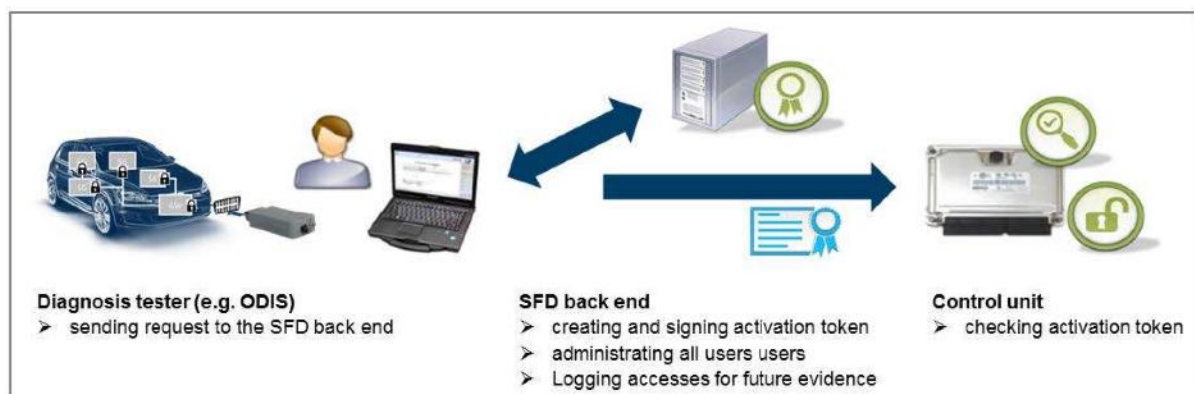 Diagnosis tester (e.g. ODIS)
➢ sending request to the SFD back end
SFD back end
➢ creating and signing activation token
➢ administrating all users users
➢ Logging accesses for future evidence
Control unit
➢ checking activation token